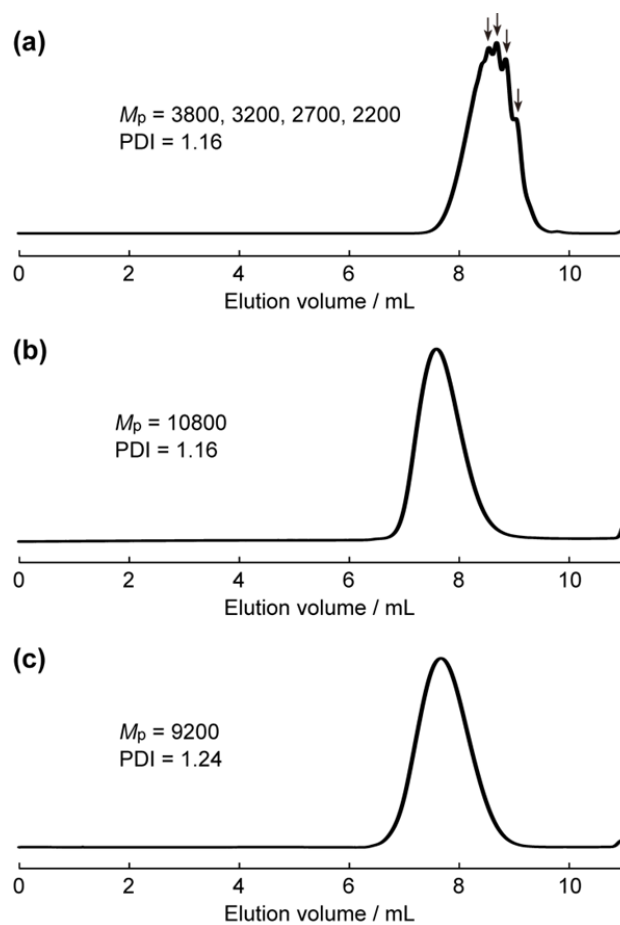 (a)
Mp = 3800, 3200, 2700, 2200
PDI = 1.16
0 2 4 6 8 10
Elution volume / mL
(b)
Mp = 10800
PDI = 1.16
0 2 4 6 8 10
Elution volume / mL
(c)
Mp = 9200
PDI = 1.24
0 2 4 6 8 10
Elution volume / mL